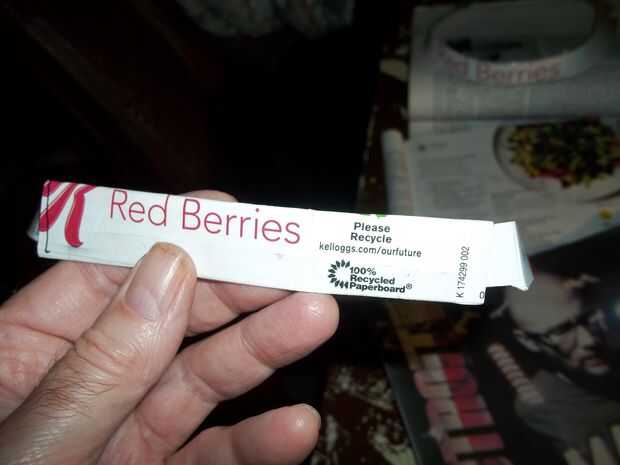 Red Berries
Please
Recycle
kelloggs.com/ourfuture
100%
Recycled
Paperboard®
K 174299 002
Red Berries